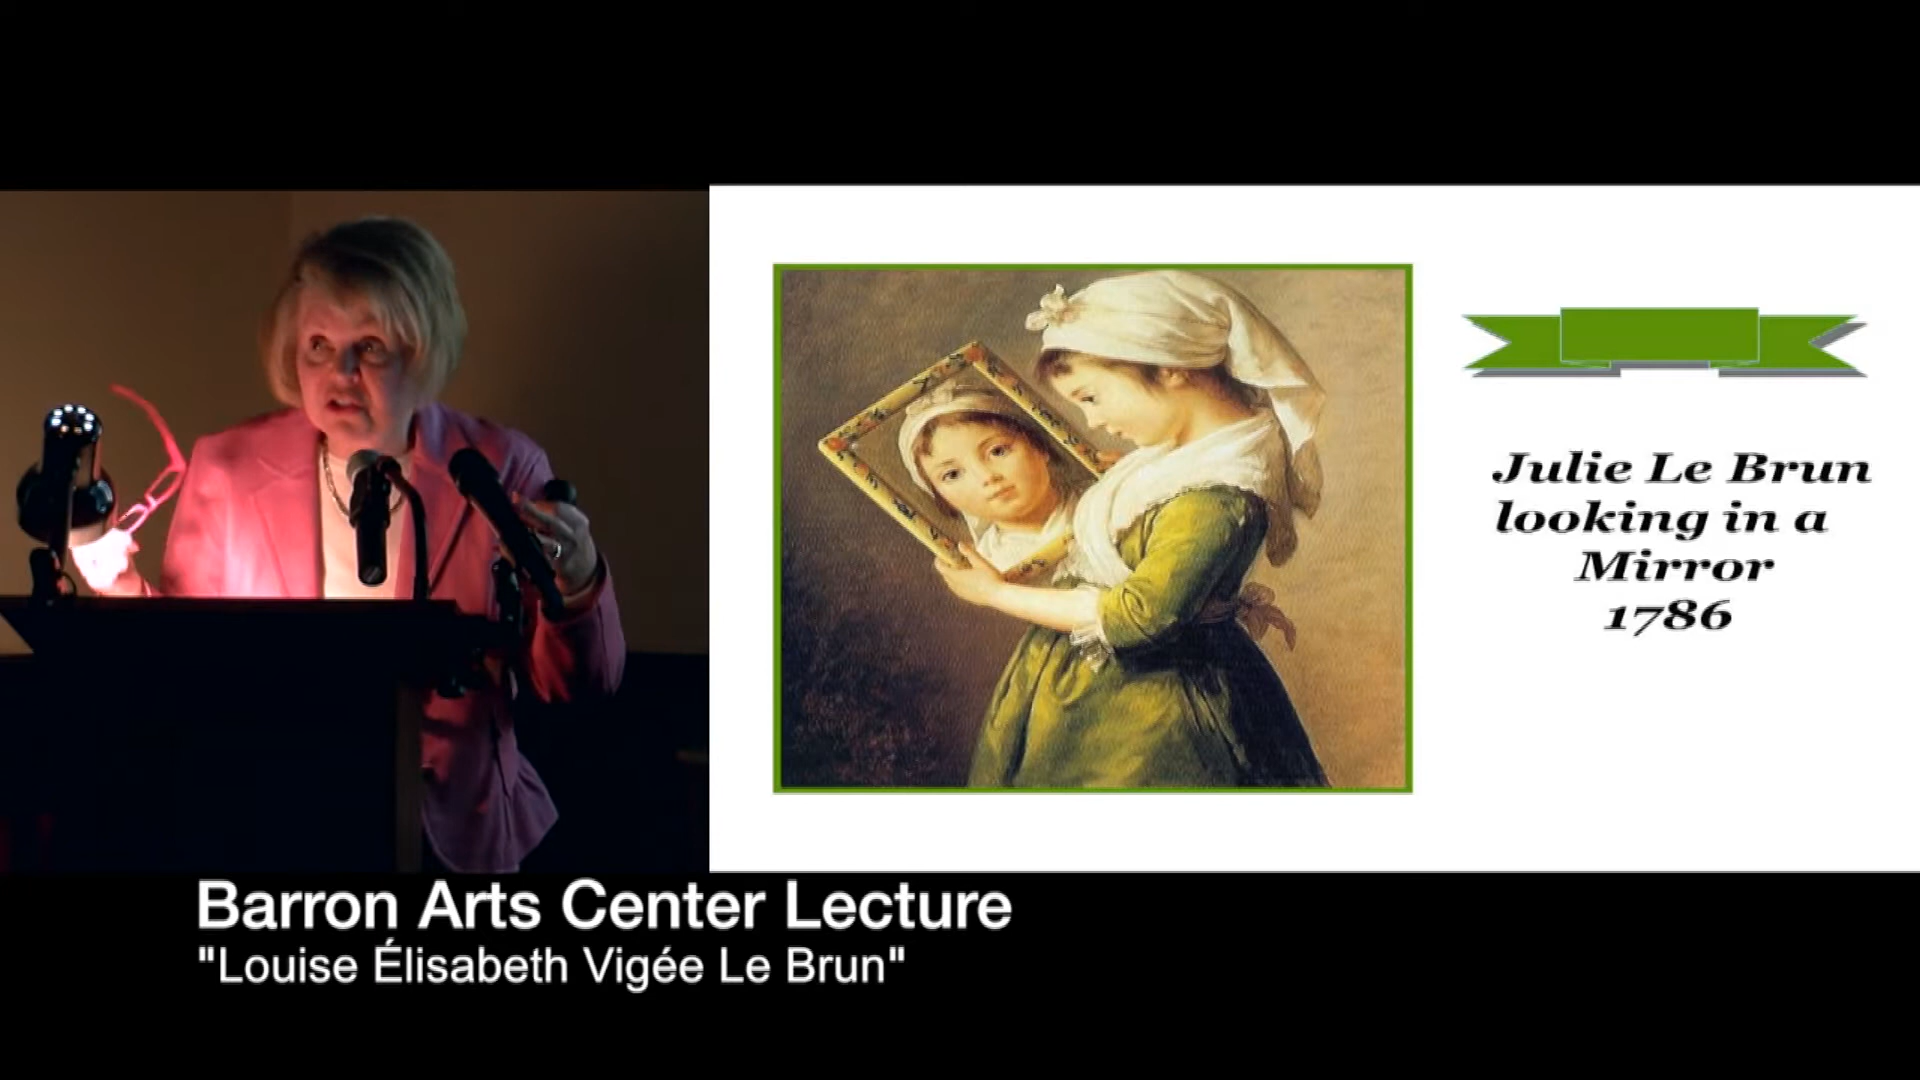 Julie Le Brun
looking in a
Mirror
1786
Barron Arts Center Lecture
"Louise Élisabeth Vigée Le Brun"